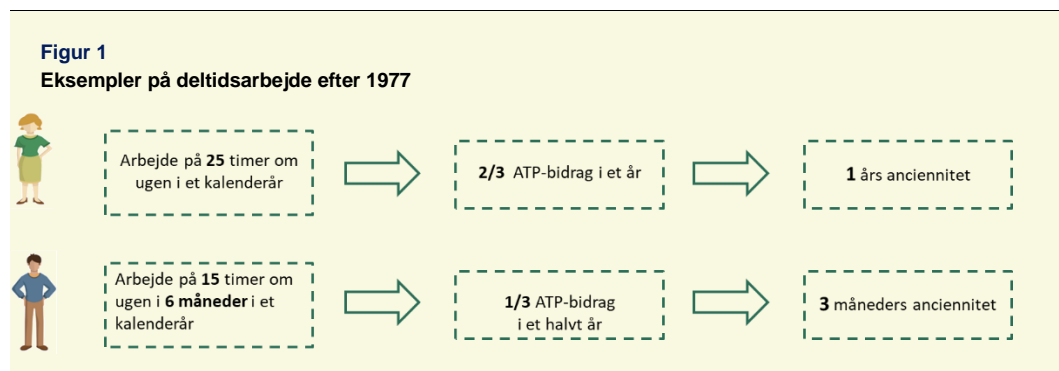 Figur 1
Eksempler på deltidsarbejde efter 1977
Arbejde på 25 timer om
ugen i et kalenderår
2/3 ATP-bidrag i et år
1 års anciennitet
Arbejde på 15 timer om
ugen i 6 måneder i et
kalenderår
1/3 ATP-bidrag
i et halvt år
3 måneders anciennitet